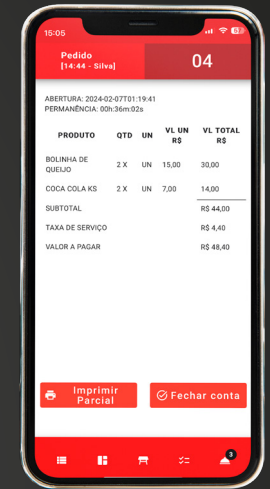 15:05
Pedido
[14:44 - Silva]
04
ABERTURA: 2024-02-07T01:19:41
PERMANÊNCIA: 00h:36m:02s
PRODUTO QTD UN VL UN R$ VL TOTAL R$
BOLINHA DE QUEIJO 2 X UN 15,00 30,00
COCA COLA KS 2 X UN 7,00 14,00
SUBTOTAL R$ 44,00
TAXA DE SERVIÇO R$ 4,40
VALOR A PAGAR R$ 48,40
Imprimir Parcial
Fechar conta
3